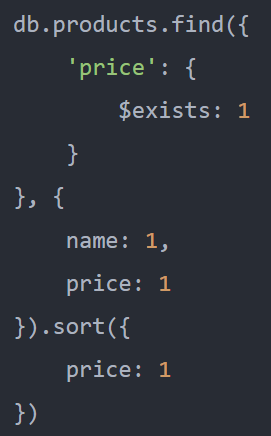 db.products.find({
    'price': {
        $exists: 1
    }
}, {
    name: 1,
    price: 1
}).sort({
    price: 1
})